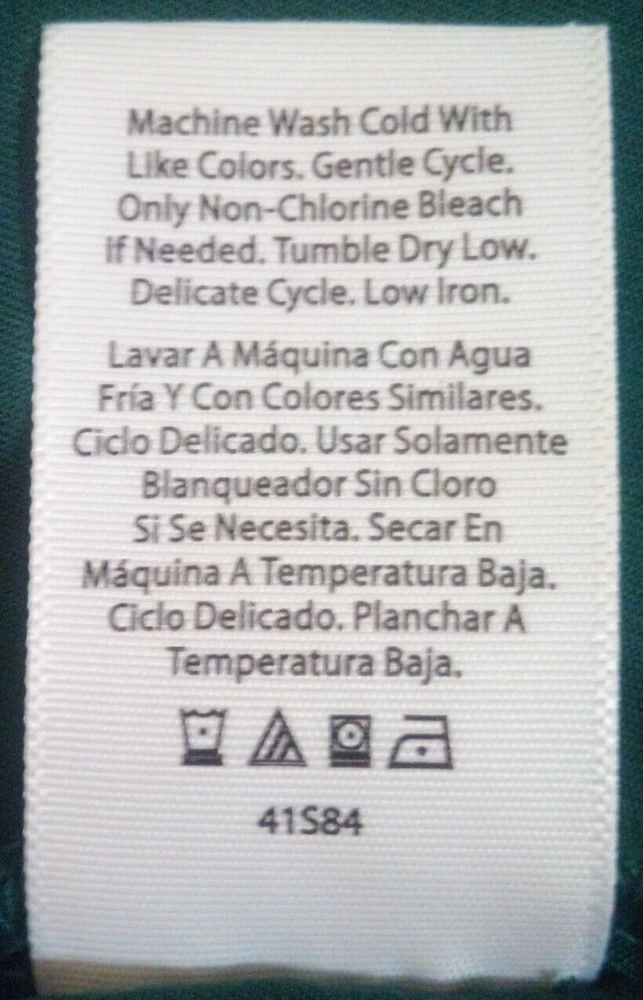 Machine Wash Cold With
Like Colors. Gentle Cycle.
Only Non-Chlorine Bleach
If Needed. Tumble Dry Low.
Delicate Cycle. Low Iron.
Lavar A Máquina Con Agua
Fría Y Con Colores Similares.
Ciclo Delicado. Usar Solamente
Blanqueador Sin Cloro
Si Se Necesita. Secar En
Máquina A Temperatura Baja.
Ciclo Delicado. Planchar A
Temperatura Baja.
41S84